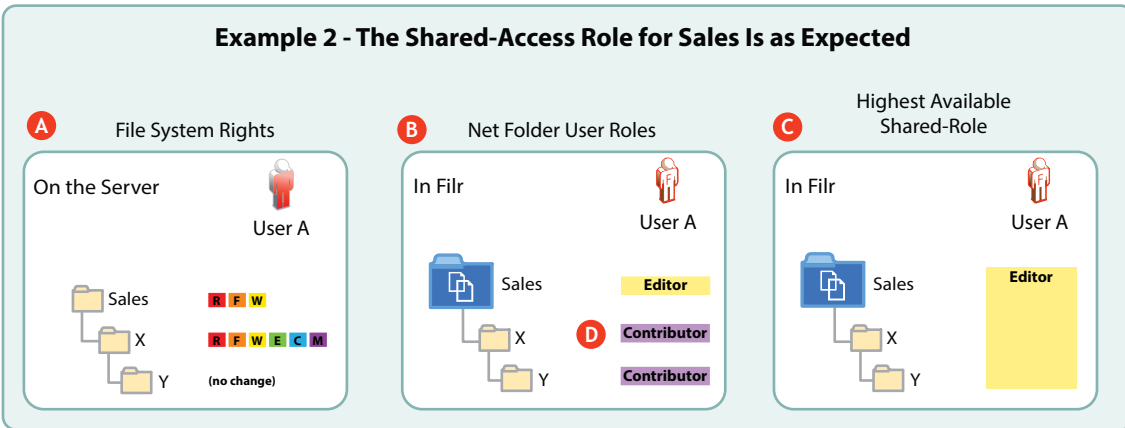 Example 2 - The Shared-Access Role for Sales Is as Expected
A
File System Rights
On the Server
User A
Sales
R F W
X
R F W E C M
Y
(no change)
B
Net Folder User Roles
In Filr
F
User A
Sales
Editor
X
D
Contributor
Y
Contributor
C
Highest Available
Shared-Role
In Filr
F
User A
Sales
Editor
X
Y